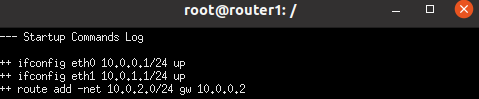 root@router1: /
--- Startup Commands Log
++ ifconfig eth0 10.0.0.1/24 up
++ ifconfig eth1 10.0.1.1/24 up
++ route add -net 10.0.2.0/24 gw 10.0.0.2